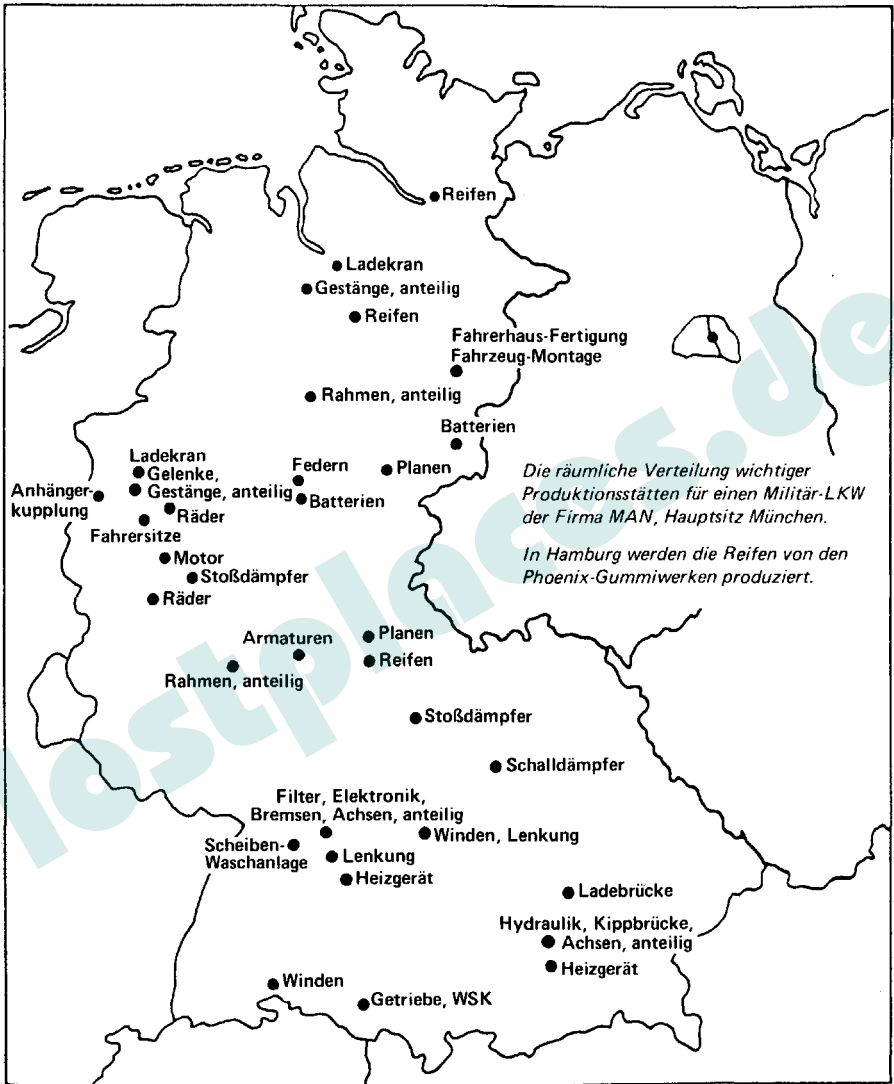 Reifen
Ladekran
Gestänge, anteilig
Reifen
Fahrerhaus-Fertigung
Fahrzeug-Montage
Rahmen, anteilig
Batterien
Ladekran
Gelenke,
Gestänge, anteilig
Anhänger-
kupplung
Räder
Fahrersitze
Federn
Batterien
Planen
Die räumliche Verteilung wichtiger
Produktionsstätten für einen Militär-LKW
der Firma MAN, Hauptsitz München.
In Hamburg werden die Reifen von den
Phoenix-Gummiwerken produziert.
Motor
Stoßdämpfer
Räder
Armaturen
Rahmen, anteilig
Planen
Reifen
Stoßdämpfer
Schalldämpfer
Filter, Elektronik,
Bremsen, Achsen, anteilig
Winden, Lenkung
Scheiben-
Waschanlage
Lenkung
Heizgerät
Ladebrücke
Hydraulik, Kippbrücke,
Achsen, anteilig
Heizgerät
Winden
Getriebe, WSK
lostplaces.de